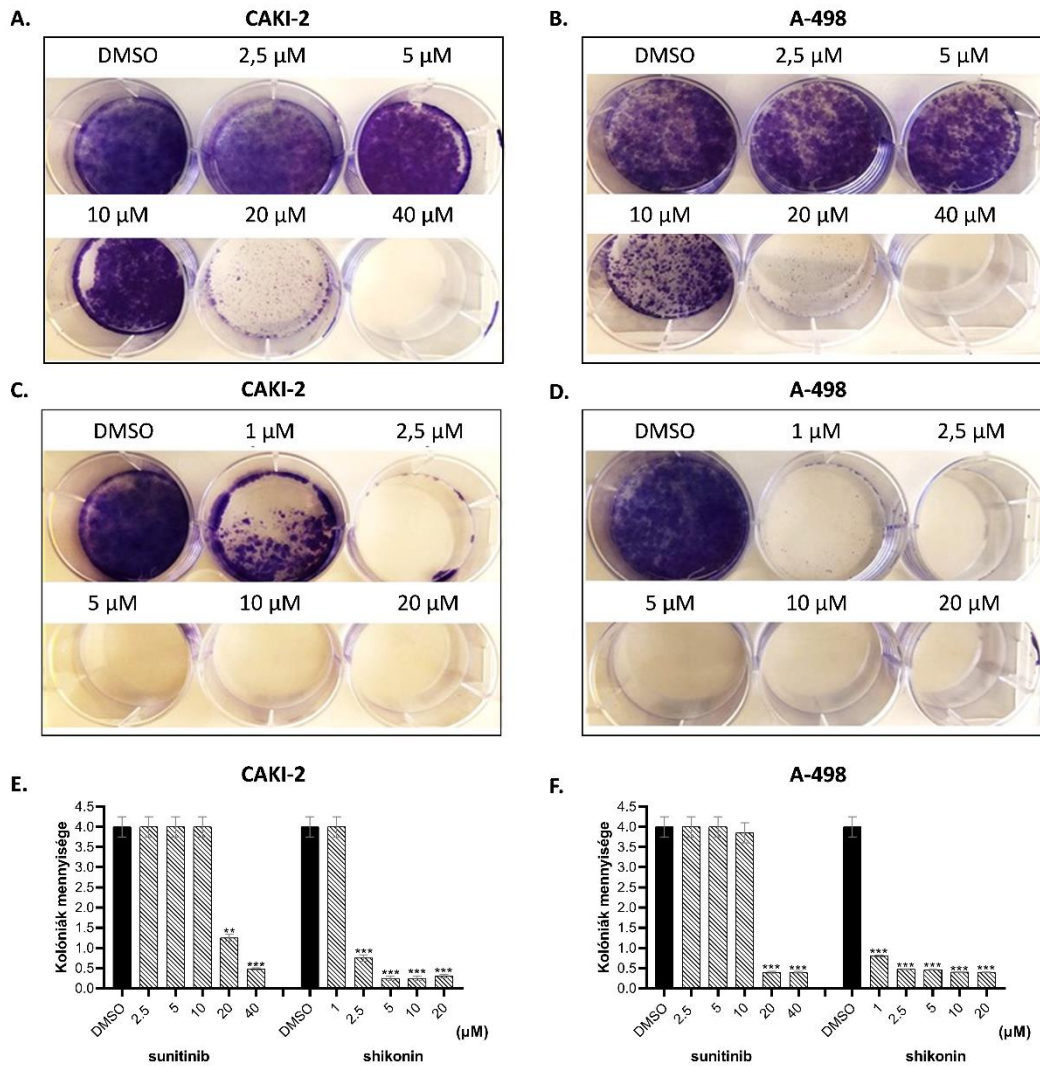 A. CAKI-2
DMSO 2,5 µM 5 µM
10 µM 20 µM 40 µM
B. A-498
DMSO 2,5 µM 5 µM
10 µM 20 µM 40 µM
C. CAKI-2
DMSO 1 µM 2,5 µM
5 µM 10 µM 20 µM
D. A-498
DMSO 1 µM 2,5 µM
5 µM 10 µM 20 µM
E. CAKI-2
Kolóniák mennyisége
4.5
4.0
3.5
3.0
2.5
2.0
1.5
1.0
0.5
0.0
** *** *** *** *** ***
DMSO 2.5 5 10 20 40 DMSO 1 2.5 5 10 20 (µM)
sunitinib shikonin
F. A-498
Kolóniák mennyisége
4.5
4.0
3.5
3.0
2.5
2.0
1.5
1.0
0.5
0.0
*** *** *** *** *** *** ***
DMSO 2.5 5 10 20 40 DMSO 1 2.5 5 10 20 (µM)
sunitinib shikonin